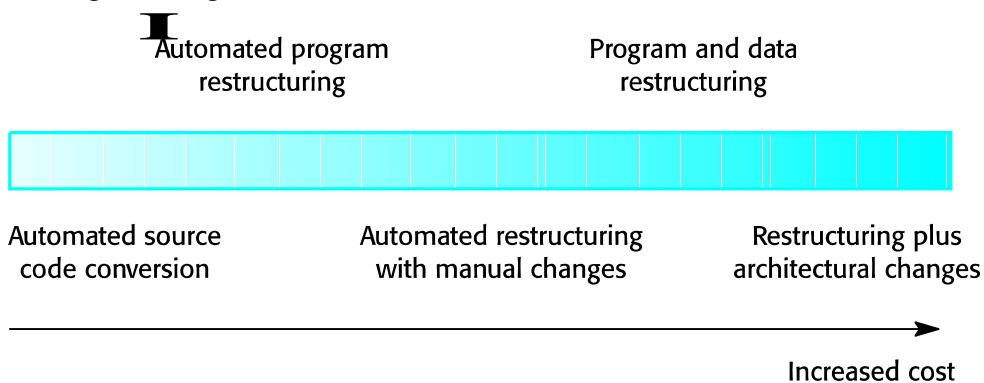 Automated program
restructuring
Program and data
restructuring
Automated source
code conversion
Automated restructuring
with manual changes
Restructuring plus
architectural changes
Increased cost